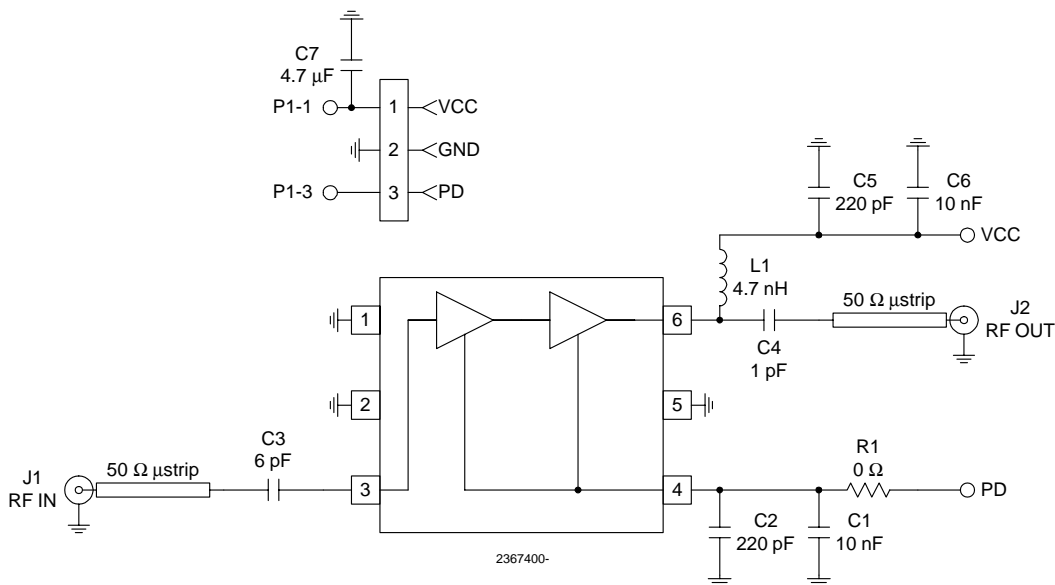 C7
4.7 μF
P1-1
1
VCC
2
GND
P1-3
3
PD
C5
220 pF
C6
10 nF
VCC
L1
4.7 nH
50 Ω μstrip
J2
RF OUT
C4
1 pF
1
6
2
5
C3
6 pF
J1
RF IN
50 Ω μstrip
3
4
R1
0 Ω
PD
C2
220 pF
C1
10 nF
2367400-